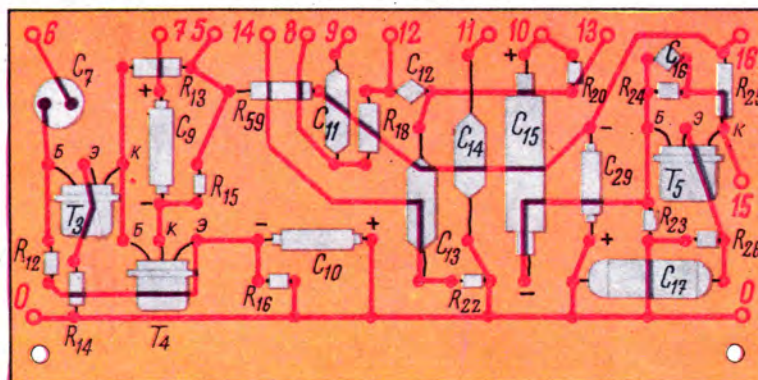 6 7 5 14 8 9 12 11 10 13 16
C7 + R13 R59 C11 R18 C12 C14 + C15 R20 C16 R24 R25
C9 - R15 - C29 +
Б Э К Б Э К
T3 T5 15
Б К Э - C10 + C13 R23 R26
R12 R16 R22 - C17
0 R14 T4 0